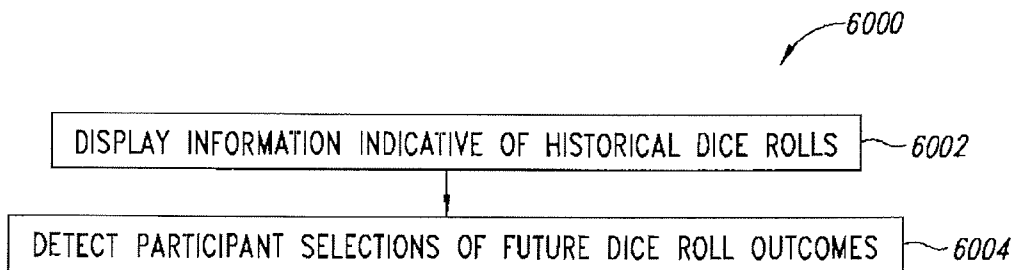 6000
DISPLAY INFORMATION INDICATIVE OF HISTORICAL DICE ROLLS
6002
DETECT PARTICIPANT SELECTIONS OF FUTURE DICE ROLL OUTCOMES
6004